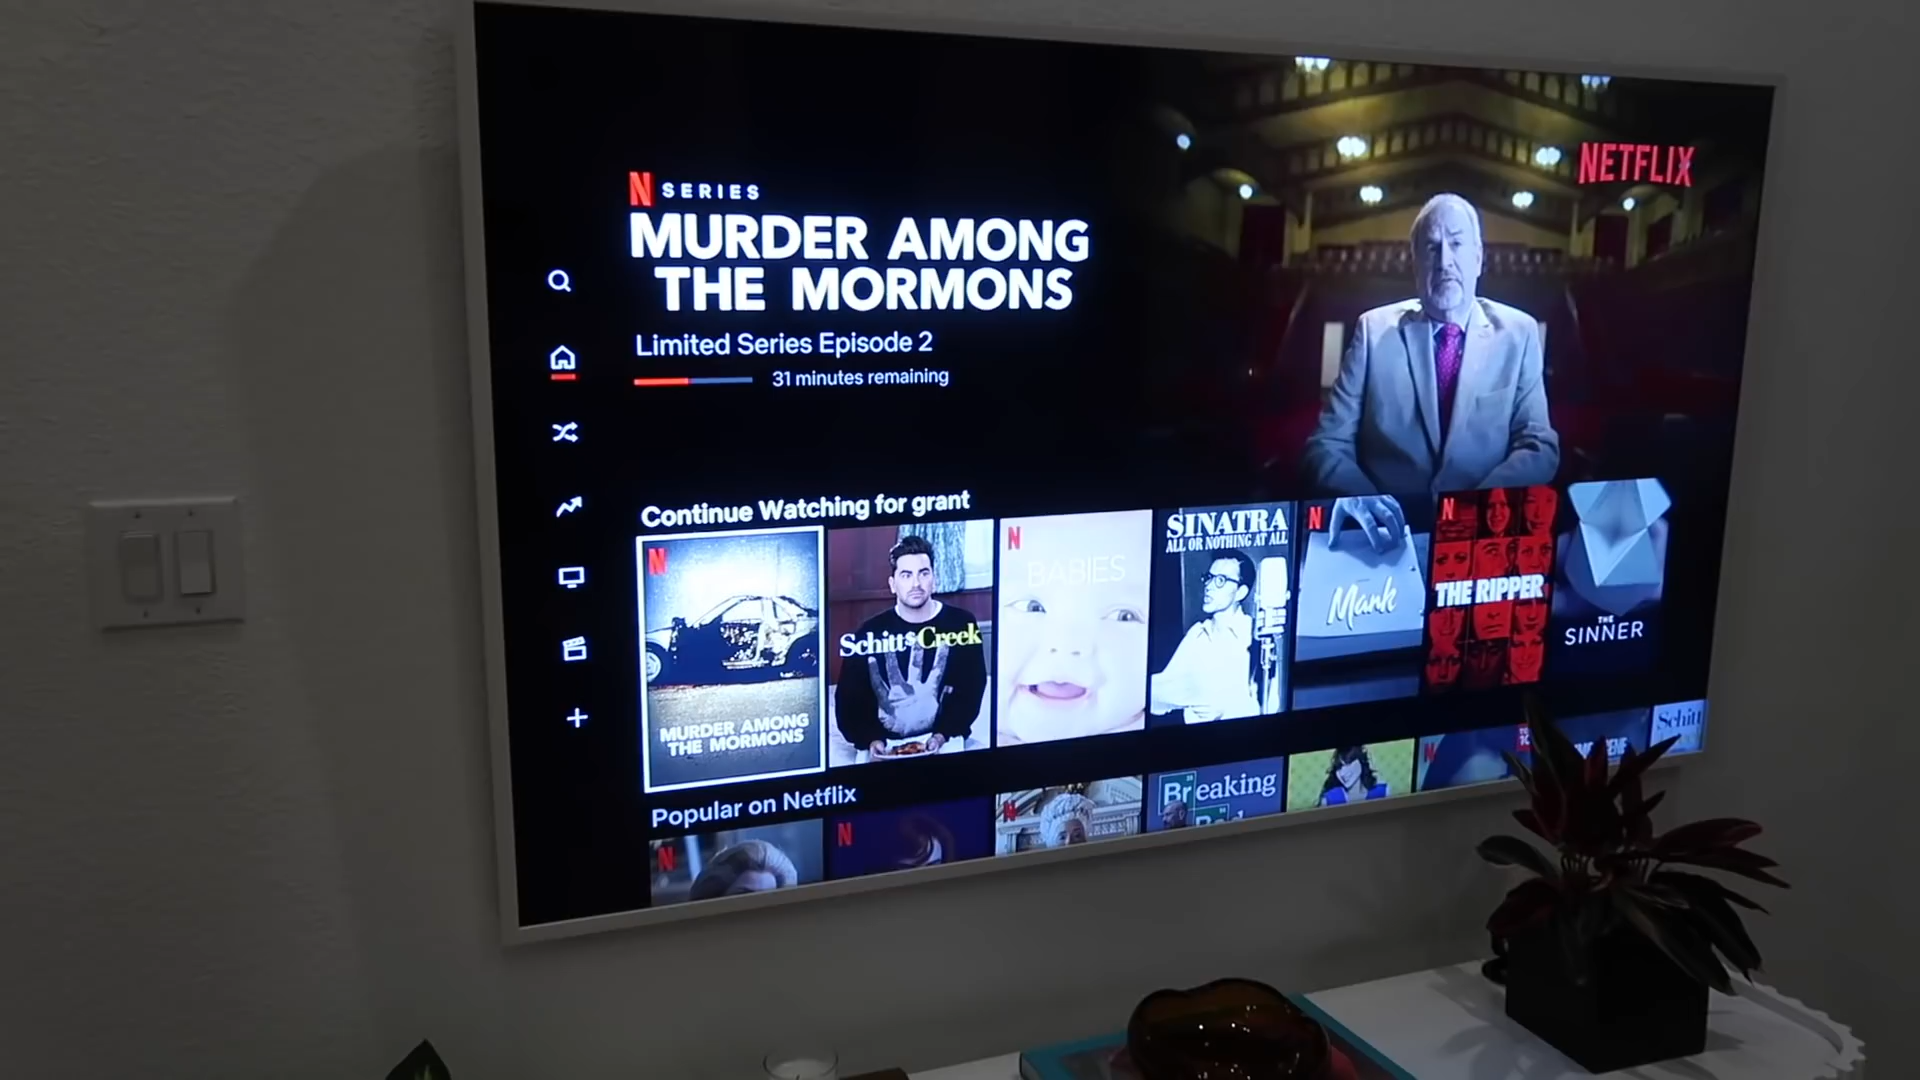 NETFLIX
N SERIES
MURDER AMONG
THE MORMONS
Limited Series Episode 2
31 minutes remaining
Continue Watching for grant
N
MURDER AMONG
THE MORMONS
Schitt's Creek
N
BABIES
SINATRA
ALL OR NOTHING AT ALL
N
Mank
N
THE RIPPER
THE
SINNER
Popular on Netflix
N
N
N
Breaking
N
Schitt